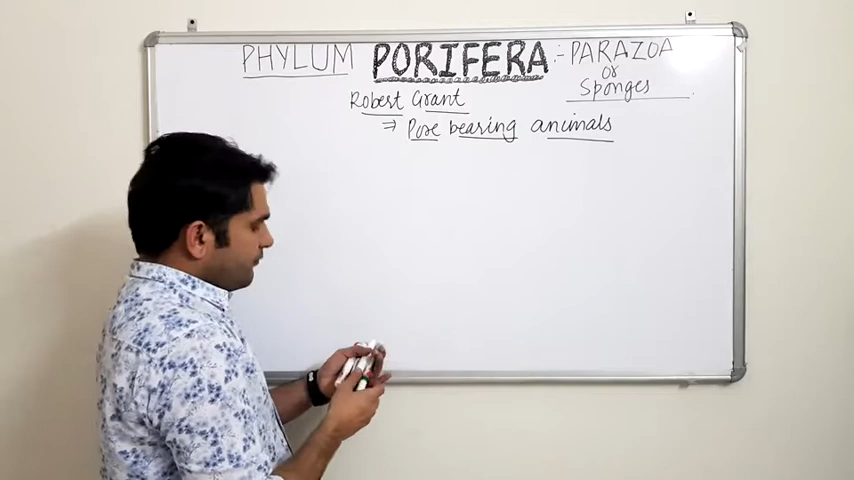 PHYLUM PORIFERA :- PARAZOA
or
Sponges
Robert Grant
⇒ Pore bearing animals